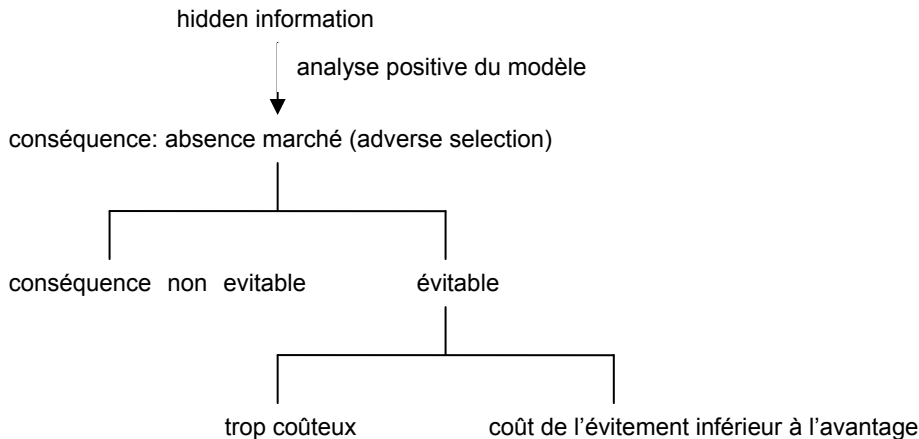 hidden information
analyse positive du modèle
conséquence: absence marché (adverse selection)
conséquence non evitable évitable
trop coûteux coût de l'évitement inférieur à l'avantage